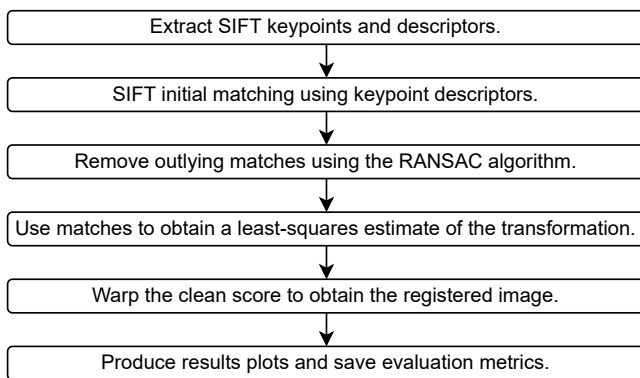 Extract SIFT keypoints and descriptors.
SIFT initial matching using keypoint descriptors.
Remove outlying matches using the RANSAC algorithm.
Use matches to obtain a least-squares estimate of the transformation.
Warp the clean score to obtain the registered image.
Produce results plots and save evaluation metrics.